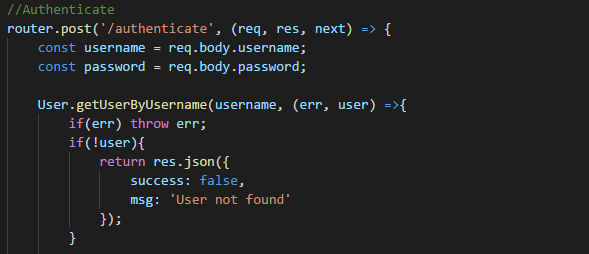 //Authenticate
router.post('/authenticate', (req, res, next) => {
    const username = req.body.username;
    const password = req.body.password;

    User.getUserByUsername(username, (err, user) =>{
        if(err) throw err;
        if(!user){
            return res.json({
                success: false,
                msg: 'User not found'
            });
        }